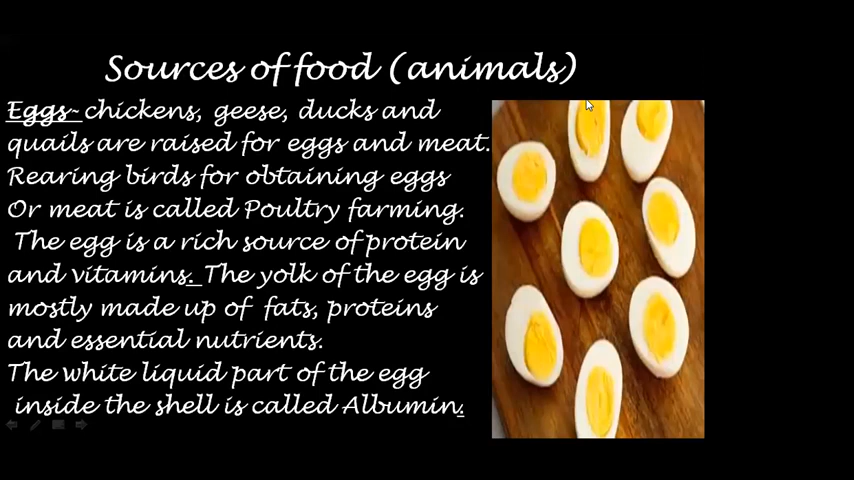 Sources of food (animals)
Eggs- chickens, geese, ducks and
quails are raised for eggs and meat.
Rearing birds for obtaining eggs
Or meat is called Poultry farming.
The egg is a rich source of protein
and vitamins. The yolk of the egg is
mostly made up of fats, proteins
and essential nutrients.
The white liquid part of the egg
inside the shell is called Albumin.